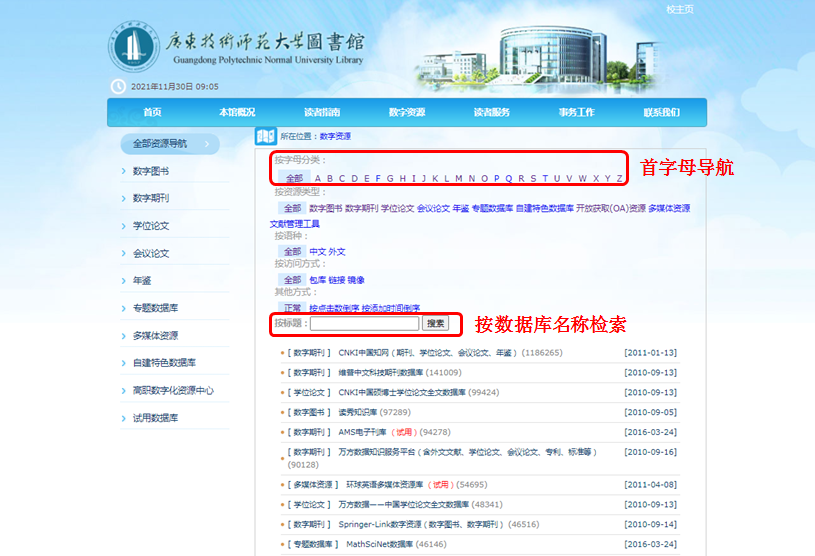 校主页
廣東技術師范大学圖書館
Guangdong Polytechnic Normal University Library
2021年11月30日 09:05
首页 本馆概况 读者指南 数字资源 读者服务 事务工作 联系我们
全部资源导航
数字图书
数字期刊
学位论文
会议论文
年鉴
专题数据库
多媒体资源
自建特色数据库
高职数字化资源中心
试用数据库
所在位置：数字资源
按字母分类：
全部 A B C D E F G H I J K L M N O P Q R S T U V W X Y Z
首字母导航
按资源类型：
全部 数字图书 数字期刊 学位论文 会议论文 年鉴 专题数据库 自建特色数据库 开放获取(OA)资源 多媒体资源
文献管理工具
按语种：
全部 中文 外文
按访问方式：
全部 包库 链接 镜像
其他方式：
正常 按点击数倒序 按添加时间倒序
按标题： 搜索
按数据库名称检索
[ 数字期刊 ] CNKI中国知网（期刊、学位论文、会议论文、年鉴） (1186265) [2011-01-13]
[ 数字期刊 ] 维普中文科技期刊数据库 (141009) [2010-09-13]
[ 学位论文 ] CNKI中国硕博士学位论文全文数据库 (99424) [2010-09-13]
[ 数字图书 ] 读秀知识库 (97289) [2010-09-05]
[ 数字期刊 ] AMS电子刊库 （试用）(94278) [2016-03-24]
[ 数字期刊 ] 万方数据知识服务平台（含外文文献、学位论文、会议论文、专利、标准等） [2010-09-16]
(90128)
[ 多媒体资源 ] 环球英语多媒体资源库 （试用）(54695) [2011-04-08]
[ 学位论文 ] 万方数据——中国学位论文全文数据库 (48341) [2010-09-13]
[ 数字期刊 ] Springer-Link数字资源（数字图书、数字期刊） (46516) [2010-09-14]
[ 专题数据库 ] MathSciNet数据库 (46146) [2016-03-24]